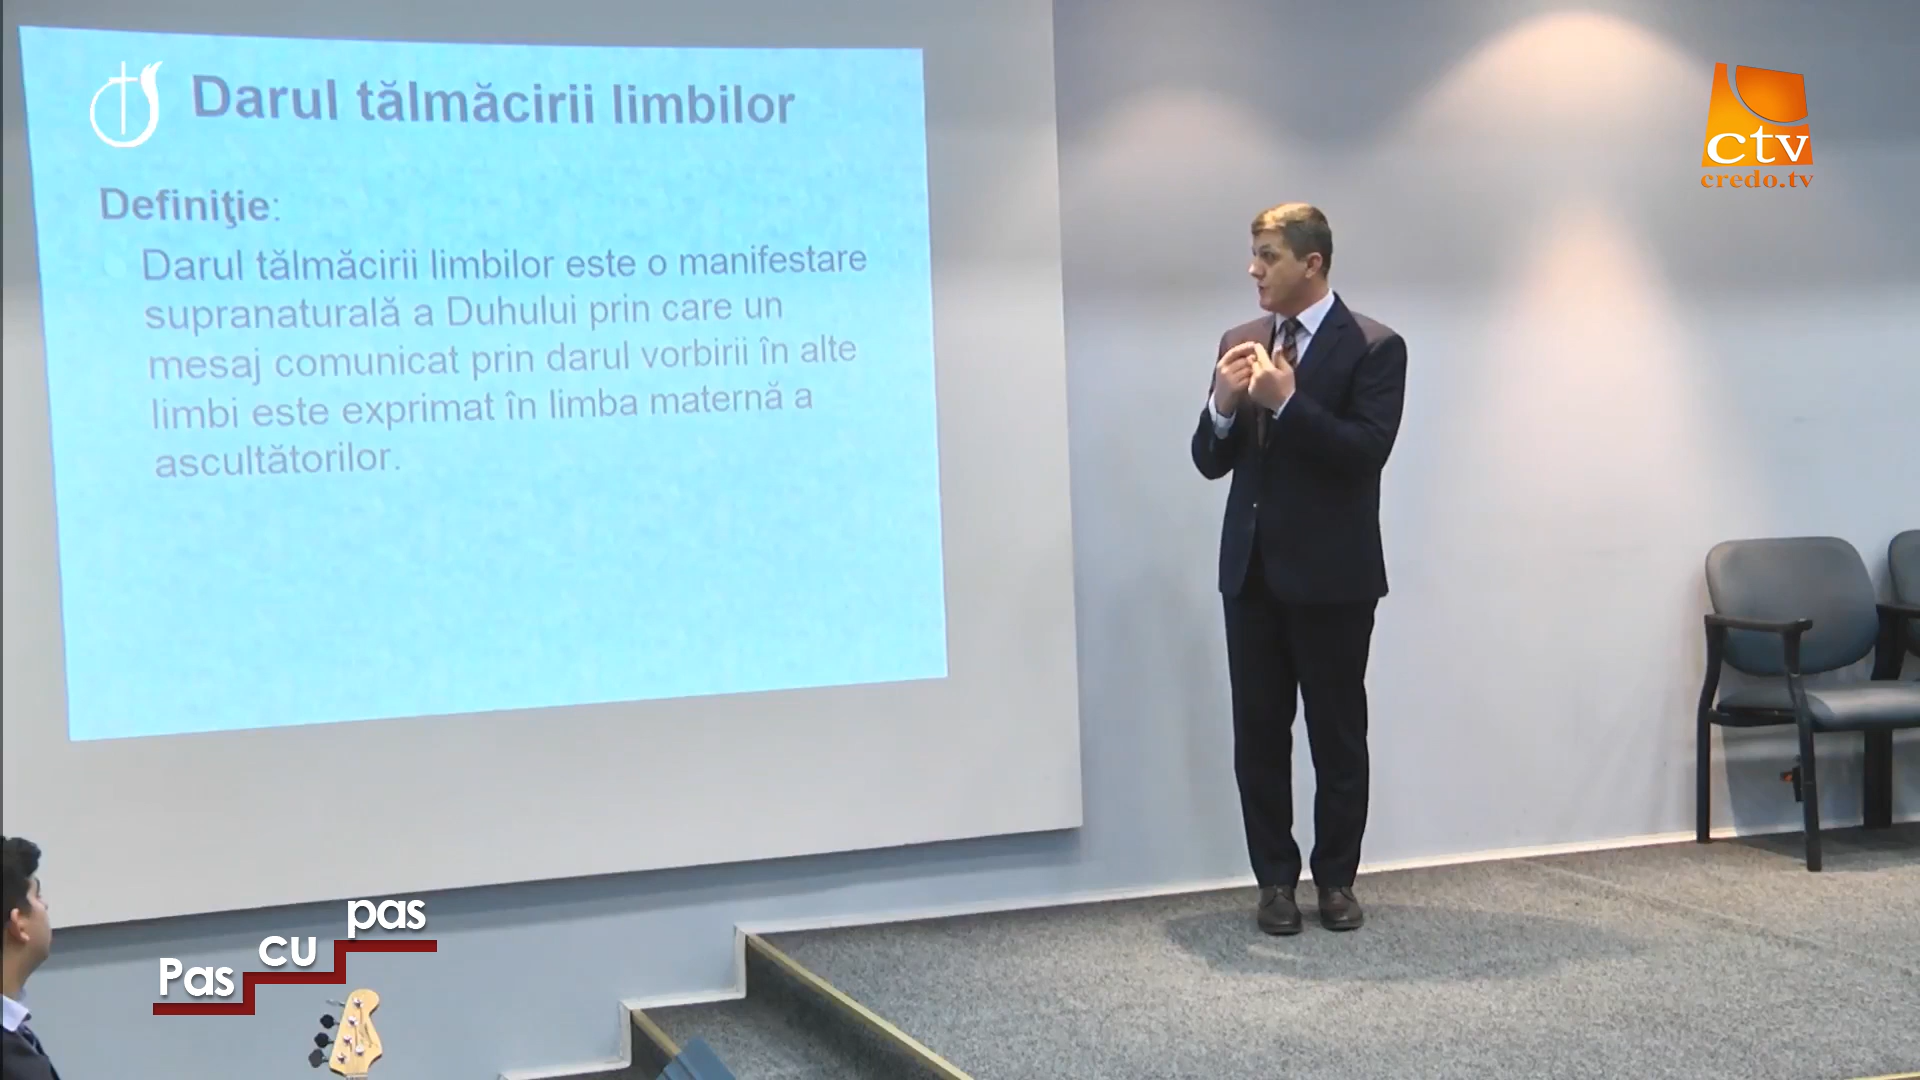 Darul tălmăcirii limbilor
Definiţie:
Darul tălmăcirii limbilor este o manifestare
supranaturală a Duhului prin care un
mesaj comunicat prin darul vorbirii în alte
limbi este exprimat în limba maternă a
ascultătorilor.
ctv
credo.tv
Pas
cu
pas